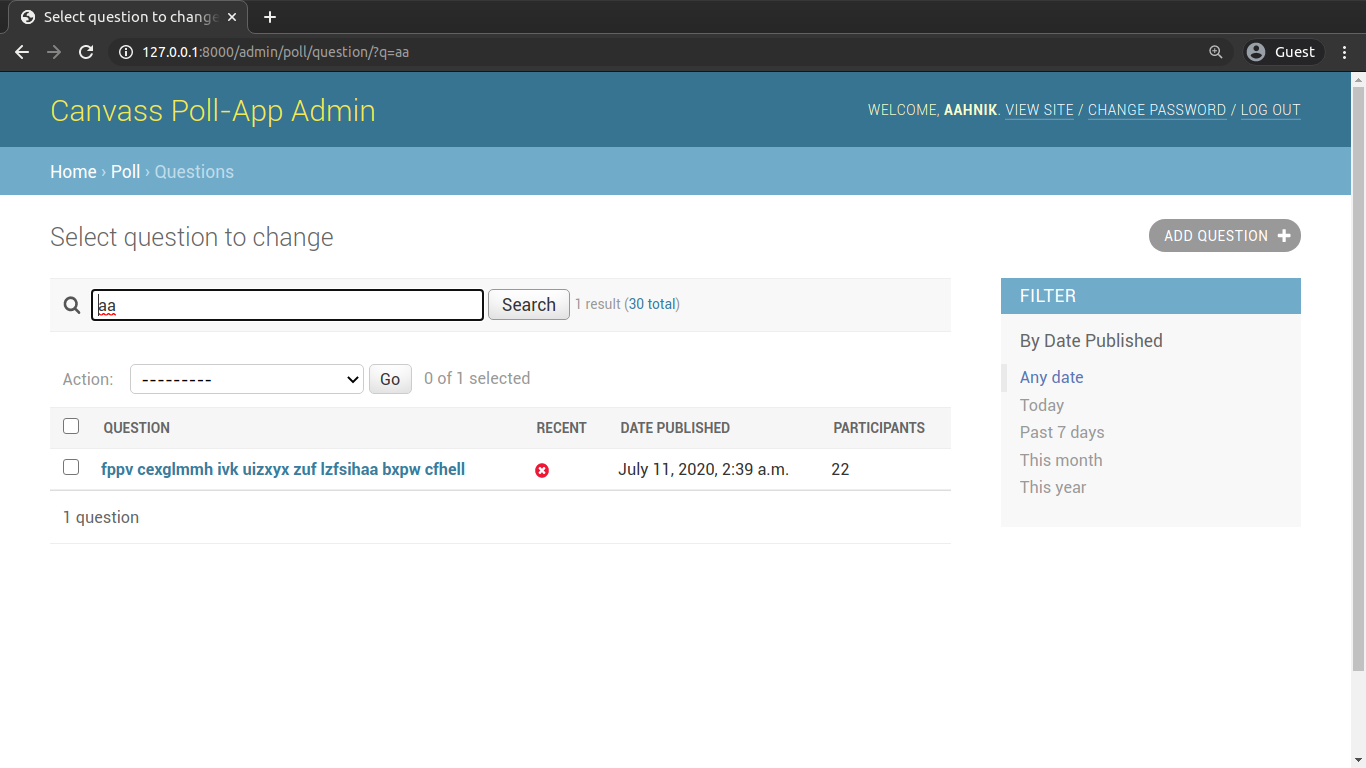 Select question to change
127.0.0.1:8000/admin/poll/question/?q=aa
Guest
Canvass Poll-App Admin
WELCOME, AAHNIK. VIEW SITE / CHANGE PASSWORD / LOG OUT
Home › Poll › Questions
Select question to change
ADD QUESTION +
aa
Search
1 result (30 total)
Action:
---------
Go
0 of 1 selected
QUESTION RECENT DATE PUBLISHED PARTICIPANTS
fppv cexglmmh ivk uizxyx zuf lzfsihaa bxpw cfhell July 11, 2020, 2:39 a.m. 22
1 question
FILTER
By Date Published
Any date
Today
Past 7 days
This month
This year